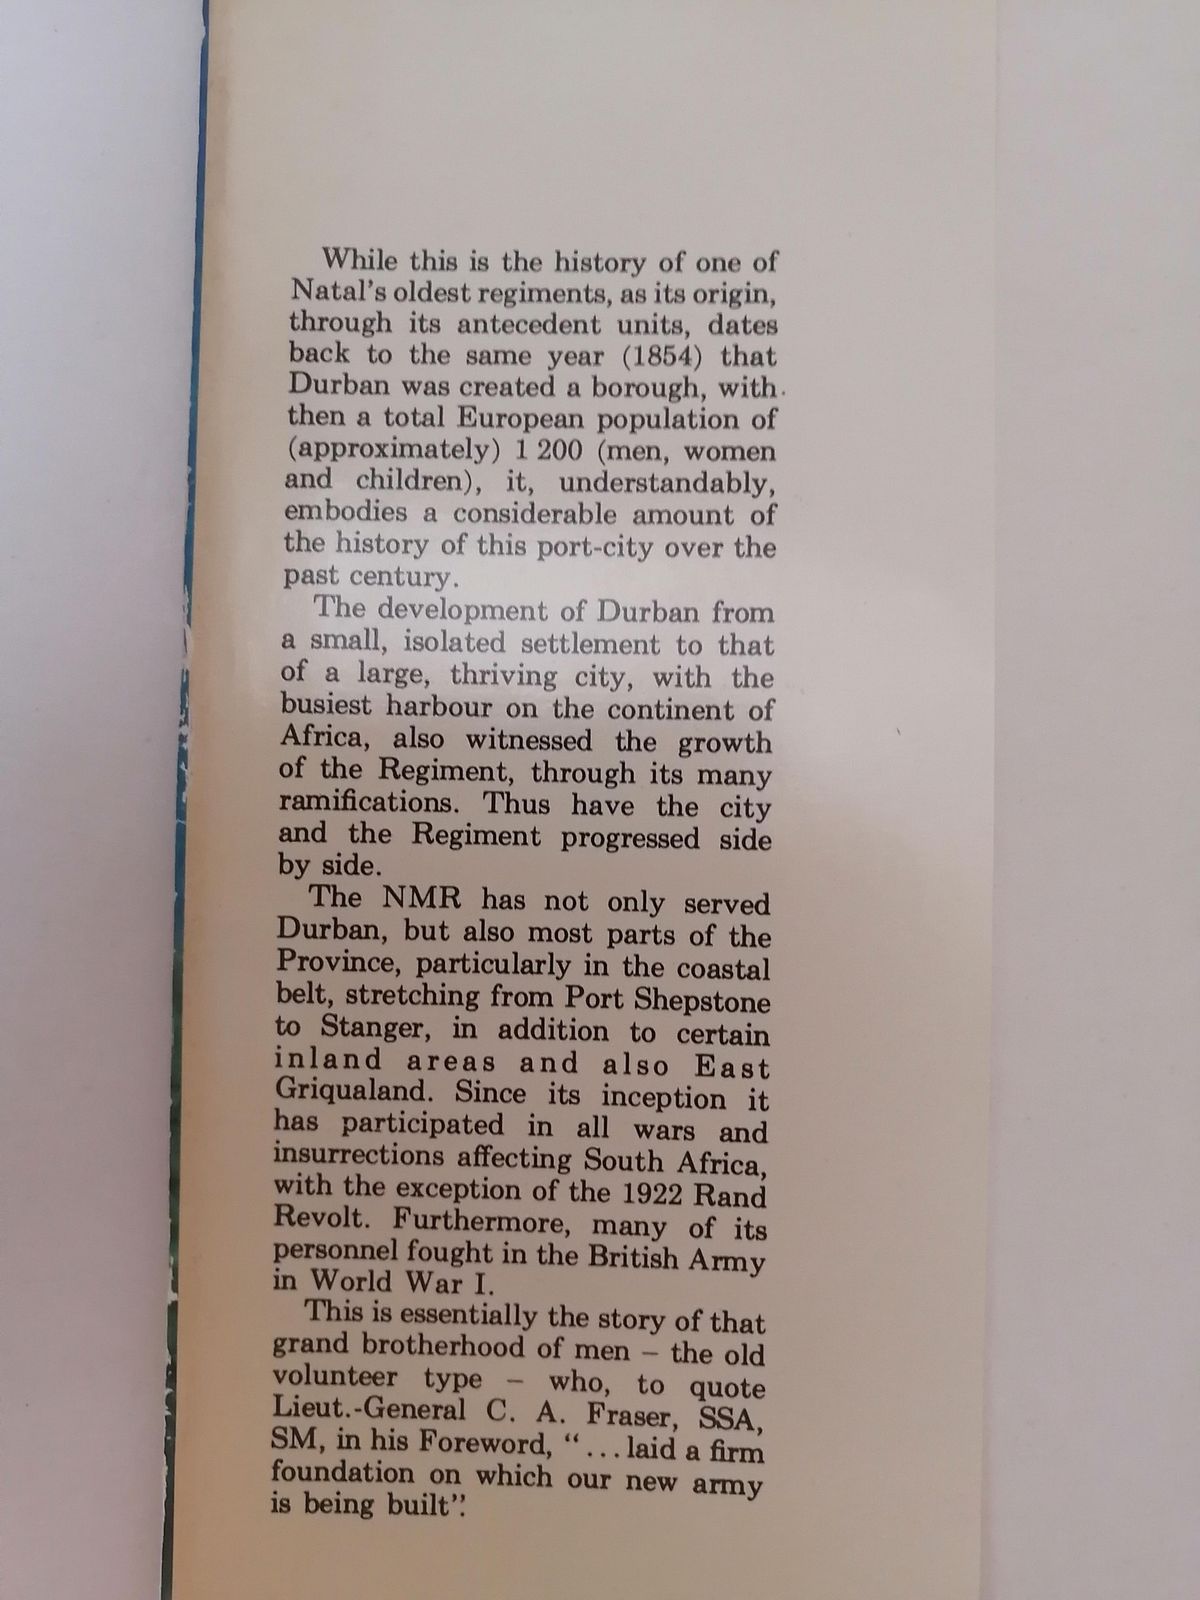 While this is the history of one of
Natal's oldest regiments, as its origin,
through its antecedent units, dates
back to the same year (1854) that
Durban was created a borough, with
then a total European population of
(approximately) 1 200 (men, women
and children), it, understandably,
embodies a considerable amount of
the history of this port-city over the
past century.
The development of Durban from
a small, isolated settlement to that
of a large, thriving city, with the
busiest harbour on the continent of
Africa, also witnessed the growth
of the Regiment, through its many
ramifications. Thus have the city
and the Regiment progressed side
by side.
The NMR has not only served
Durban, but also most parts of the
Province, particularly in the coastal
belt, stretching from Port Shepstone
to Stanger, in addition to certain
inland areas and also East
Griqualand. Since its inception it
has participated in all wars and
insurrections affecting South Africa,
with the exception of the 1922 Rand
Revolt. Furthermore, many of its
personnel fought in the British Army
in World War I.
This is essentially the story of that
grand brotherhood of men – the old
volunteer type – who, to quote
Lieut.-General C. A. Fraser, SSA,
SM, in his Foreword, “... laid a firm
foundation on which our new army
is being built”.